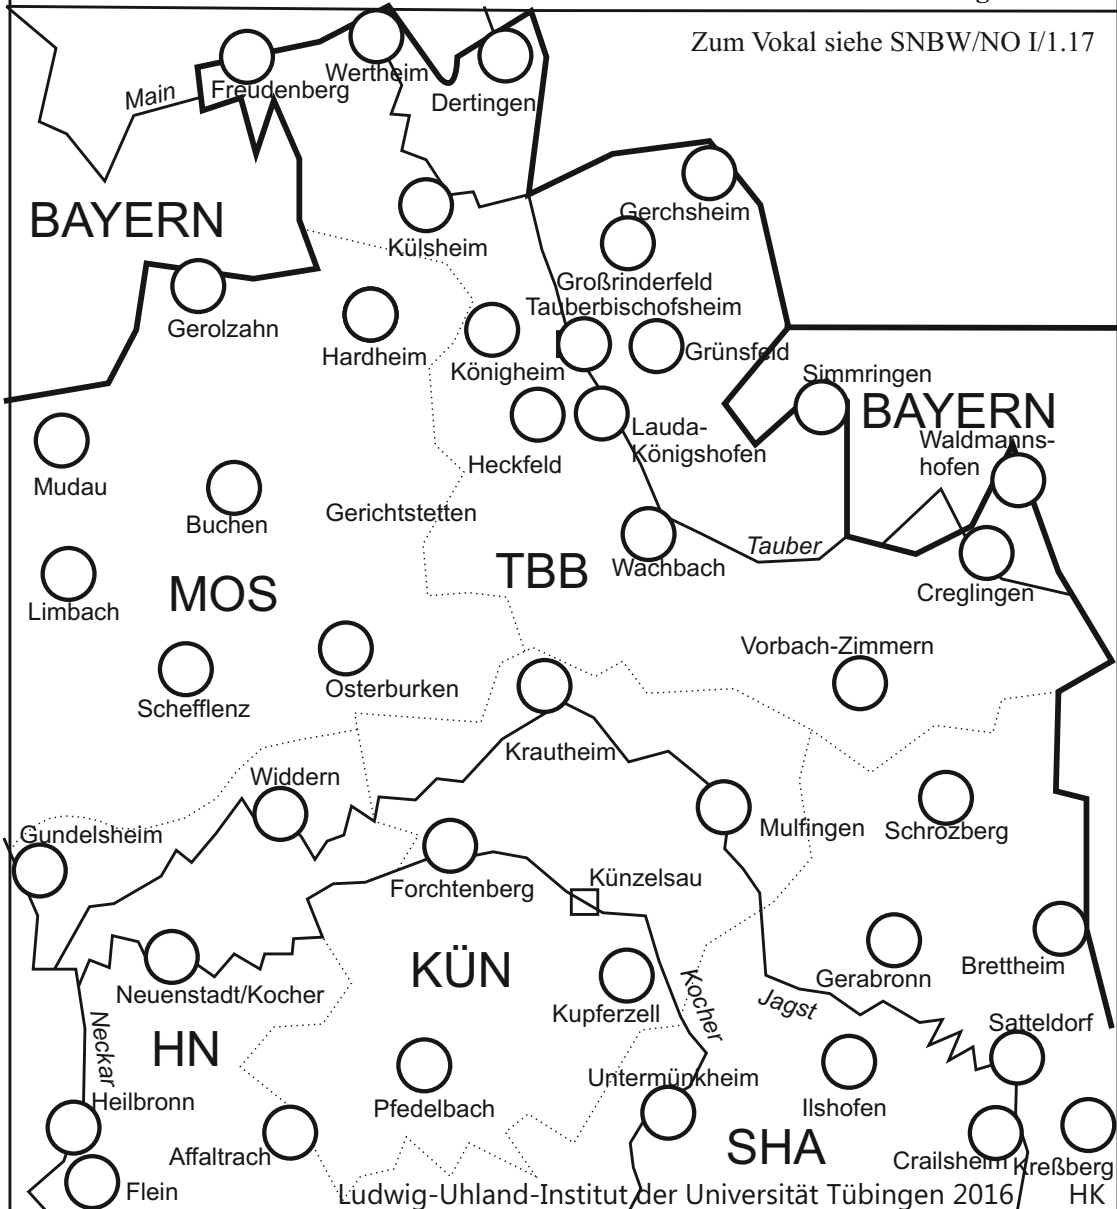 Zum Vokal siehe SNBW/NO I/1.17
Wertheim
Freudenberg
Dertingen
Main
BAYERN
Gerchsheim
Külsheim
Großrinderfeld
Tauberbischofsheim
Gerolzahn
Hardheim
Königheim
Grünsfeld
Simmringen
BAYERN
Lauda-
Königshofen
Waldmanns-
hofen
Heckfeld
Mudau
Buchen
Gerichtstetten
Tauber
TBB
Wachbach
MOS
Limbach
Creglingen
Vorbach-Zimmern
Osterburken
Schefflenz
Krautheim
Widdern
Gundelsheim
Mulfingen
Schrozberg
Künzelsau
Forchtenberg
KÜN
Brettheim
Gerabronn
Neuenstadt/Kocher
Kupferzell
Kocher
Jagst
Satteldorf
HN
Neckar
Untermünkheim
Heilbronn
Pfedelbach
Ilshofen
SHA
Affaltrach
Crailsheim
Kreßberg
Flein
Ludwig-Uhland-Institut der Universität Tübingen 2016
HK